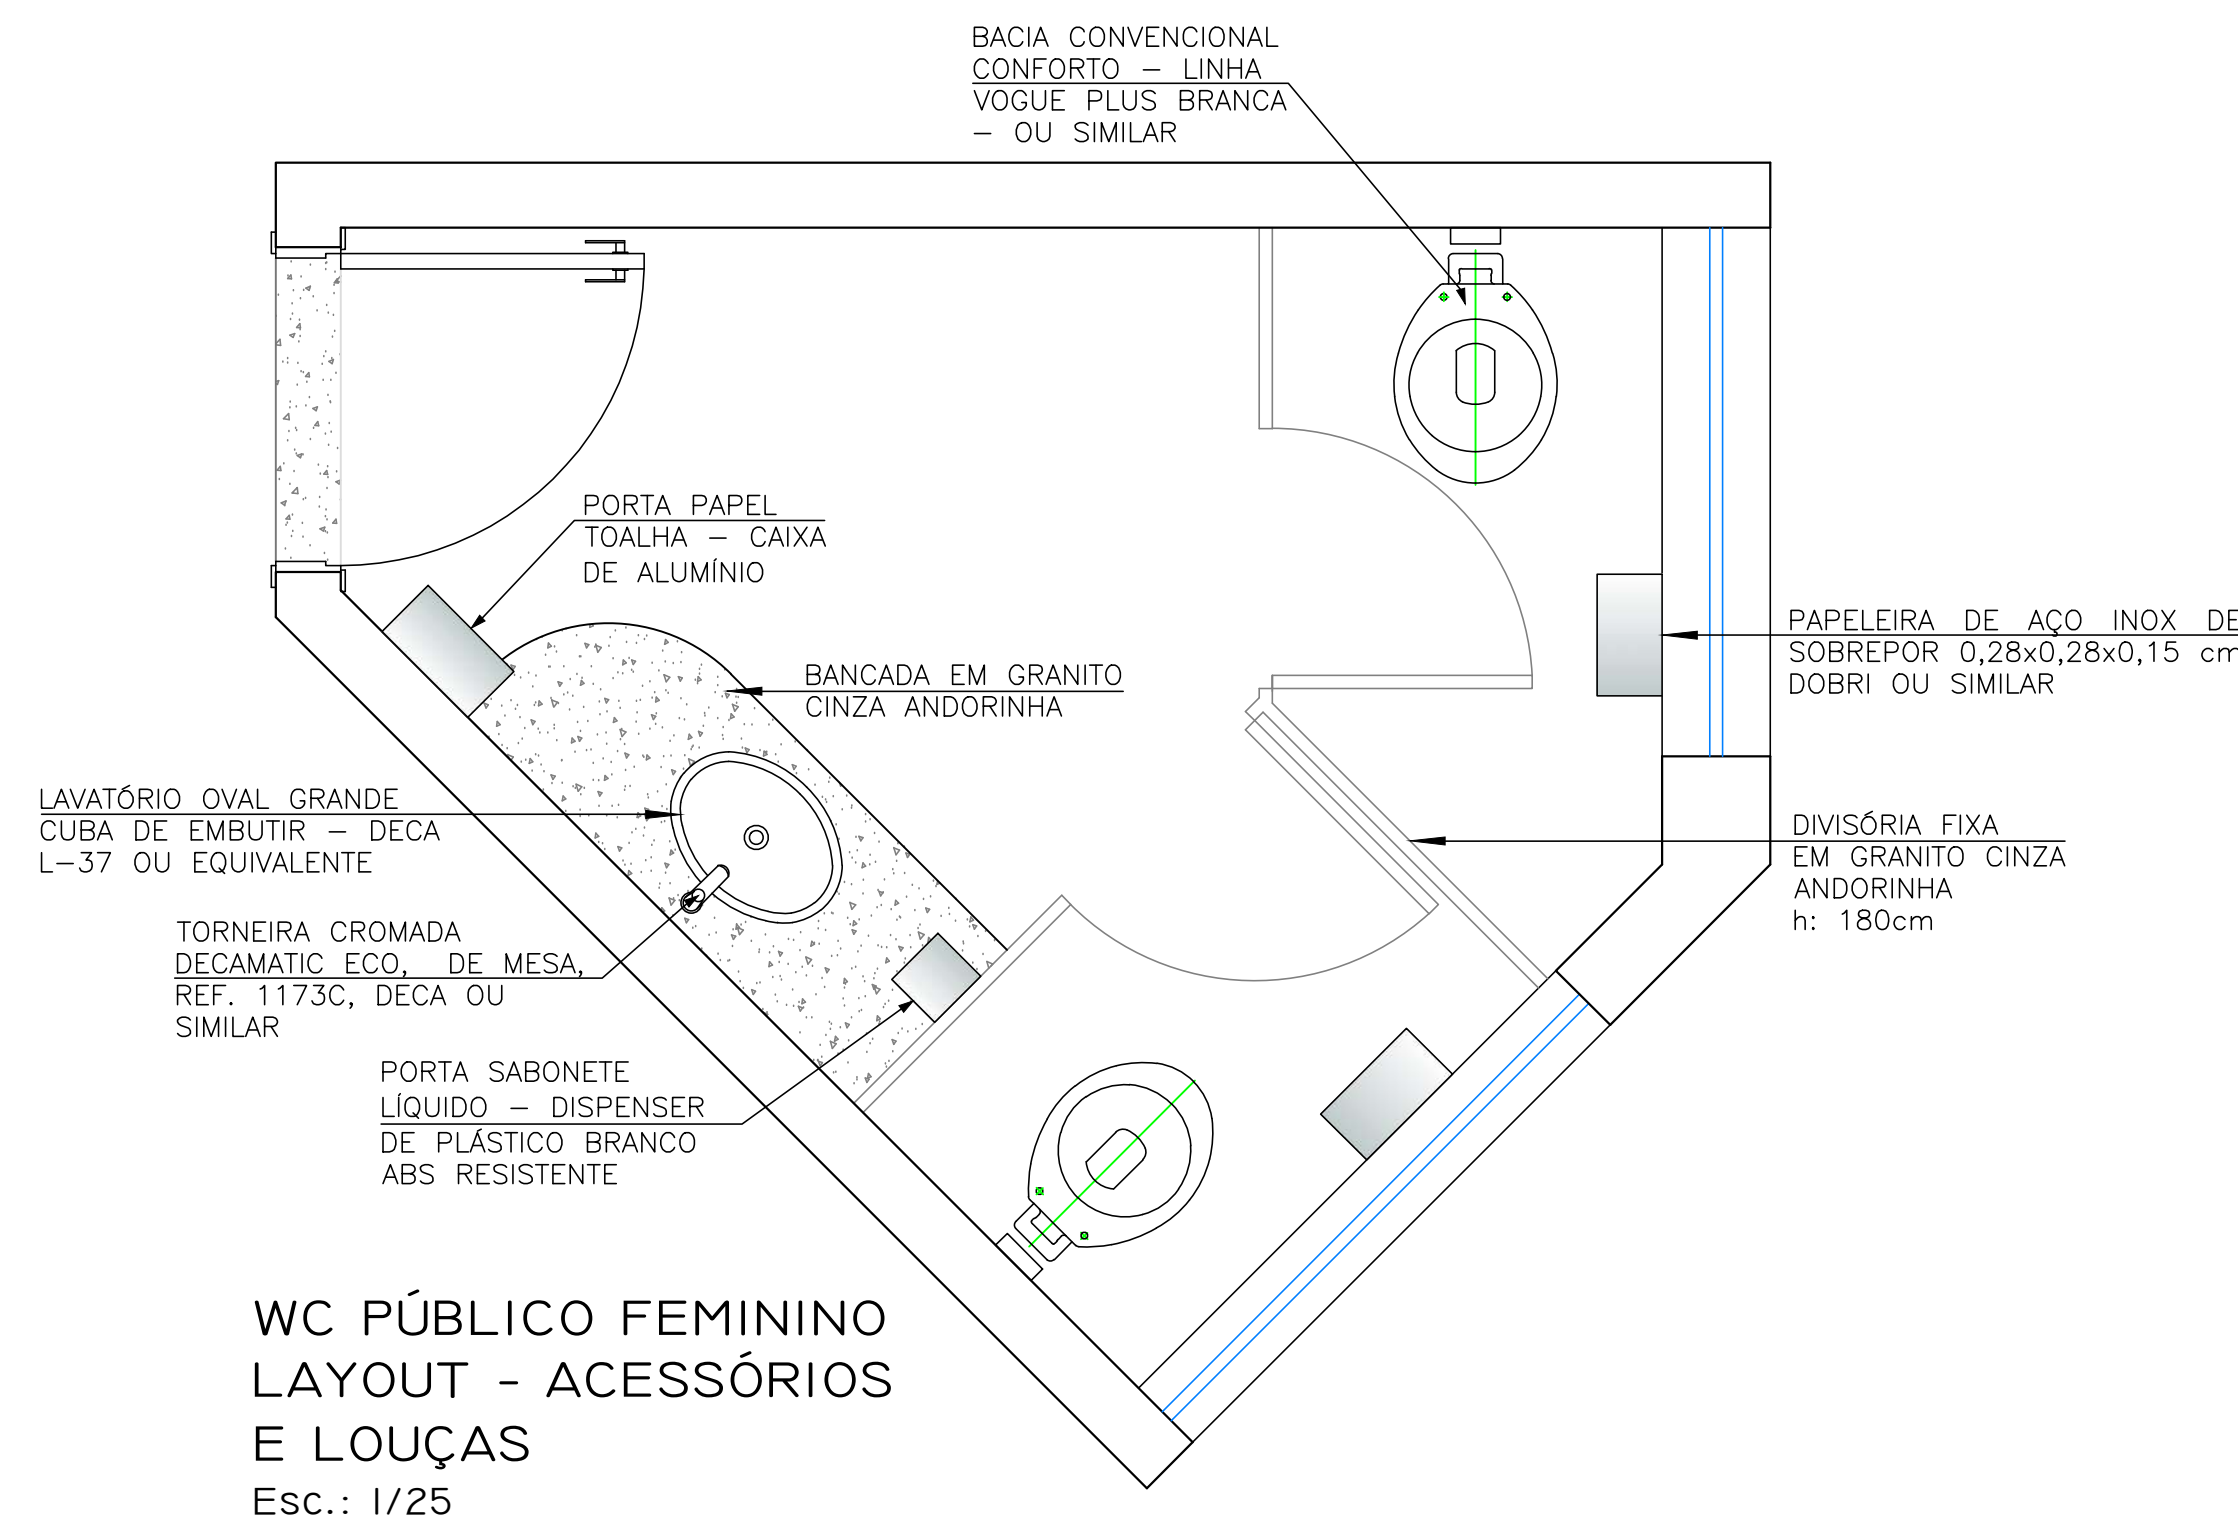 BACIA CONVENCIONAL
CONFORTO – LINHA
VOGUE PLUS BRANCA
– OU SIMILAR
PORTA PAPEL
TOALHA – CAIXA
DE ALUMÍNIO
PAPELEIRA DE AÇO INOX DE
SOBREPOR 0,28x0,28x0,15 cm
DOBRI OU SIMILAR
BANCADA EM GRANITO
CINZA ANDORINHA
LAVATÓRIO OVAL GRANDE
CUBA DE EMBUTIR – DECA
L–37 OU EQUIVALENTE
DIVISÓRIA FIXA
EM GRANITO CINZA
ANDORINHA
h: 180cm
TORNEIRA CROMADA
DECAMATIC ECO, DE MESA,
REF. 1173C, DECA OU
SIMILAR
PORTA SABONETE
LÍQUIDO – DISPENSER
DE PLÁSTICO BRANCO
ABS RESISTENTE
WC PÚBLICO FEMININO
LAYOUT - ACESSÓRIOS
E LOUÇAS
Esc.: 1/25